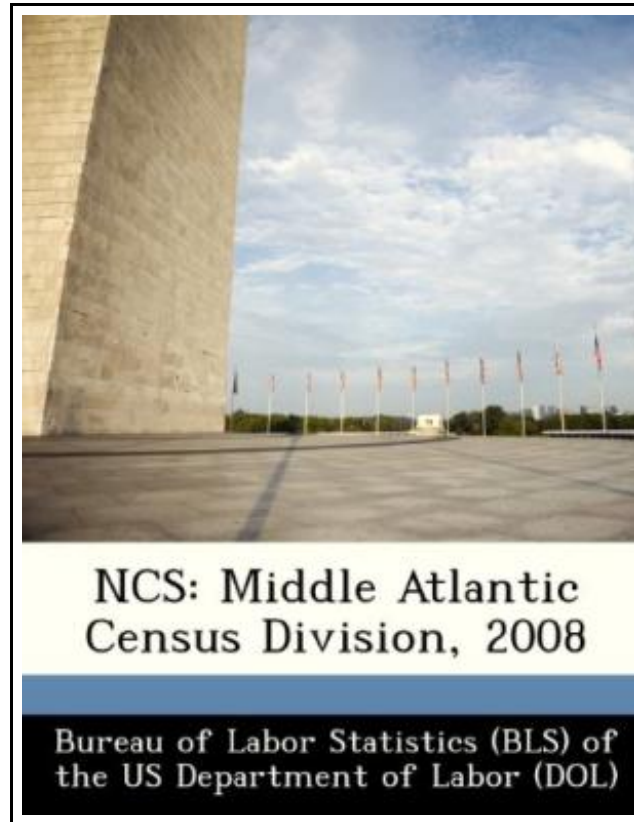 NCS: Middle Atlantic
Census Division, 2008
Bureau of Labor Statistics (BLS) of
the US Department of Labor (DOL)